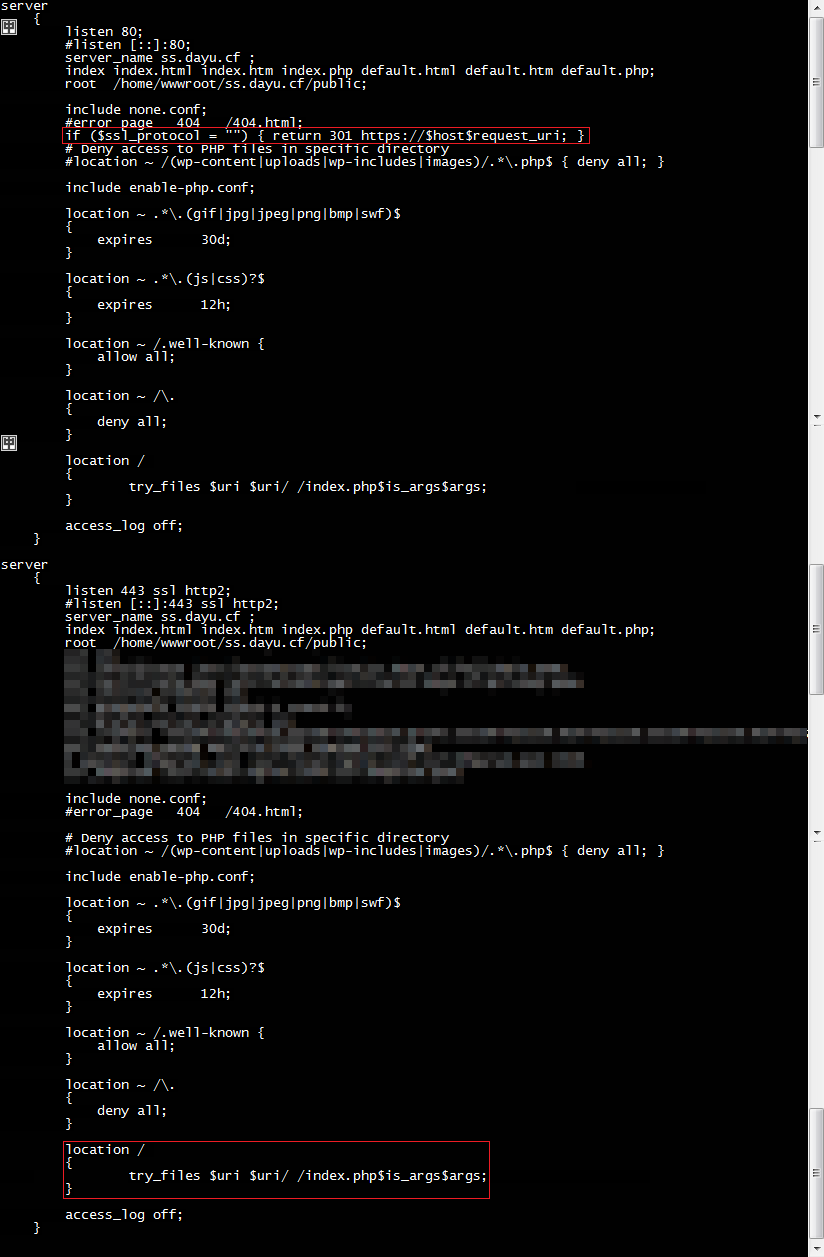 server
{
listen 80;
#listen [::]:80;
server_name ss.dayu.cf ;
index index.html index.htm index.php default.html default.htm default.php;
root  /home/wwwroot/ss.dayu.cf/public;
include none.conf;
#error_page   404   /404.html;
if ($ssl_protocol = "") { return 301 https://$host$request_uri; }
# Deny access to PHP files in specific directory
#location ~ /(wp-content|uploads|wp-includes|images)/.*\.php$ { deny all; }
include enable-php.conf;
location ~ .*\.(gif|jpg|jpeg|png|bmp|swf)$
{
expires      30d;
}
location ~ .*\.(js|css)?$
{
expires      12h;
}
location ~ /.well-known {
allow all;
}
location ~ /\.
{
deny all;
}
location /
{
try_files $uri $uri/ /index.php$is_args$args;
}
access_log off;
}
server
{
listen 443 ssl http2;
#listen [::]:443 ssl http2;
server_name ss.dayu.cf ;
index index.html index.htm index.php default.html default.htm default.php;
root  /home/wwwroot/ss.dayu.cf/public;
include none.conf;
#error_page   404   /404.html;
# Deny access to PHP files in specific directory
#location ~ /(wp-content|uploads|wp-includes|images)/.*\.php$ { deny all; }
include enable-php.conf;
location ~ .*\.(gif|jpg|jpeg|png|bmp|swf)$
{
expires      30d;
}
location ~ .*\.(js|css)?$
{
expires      12h;
}
location ~ /.well-known {
allow all;
}
location ~ /\.
{
deny all;
}
location /
{
try_files $uri $uri/ /index.php$is_args$args;
}
access_log off;
}